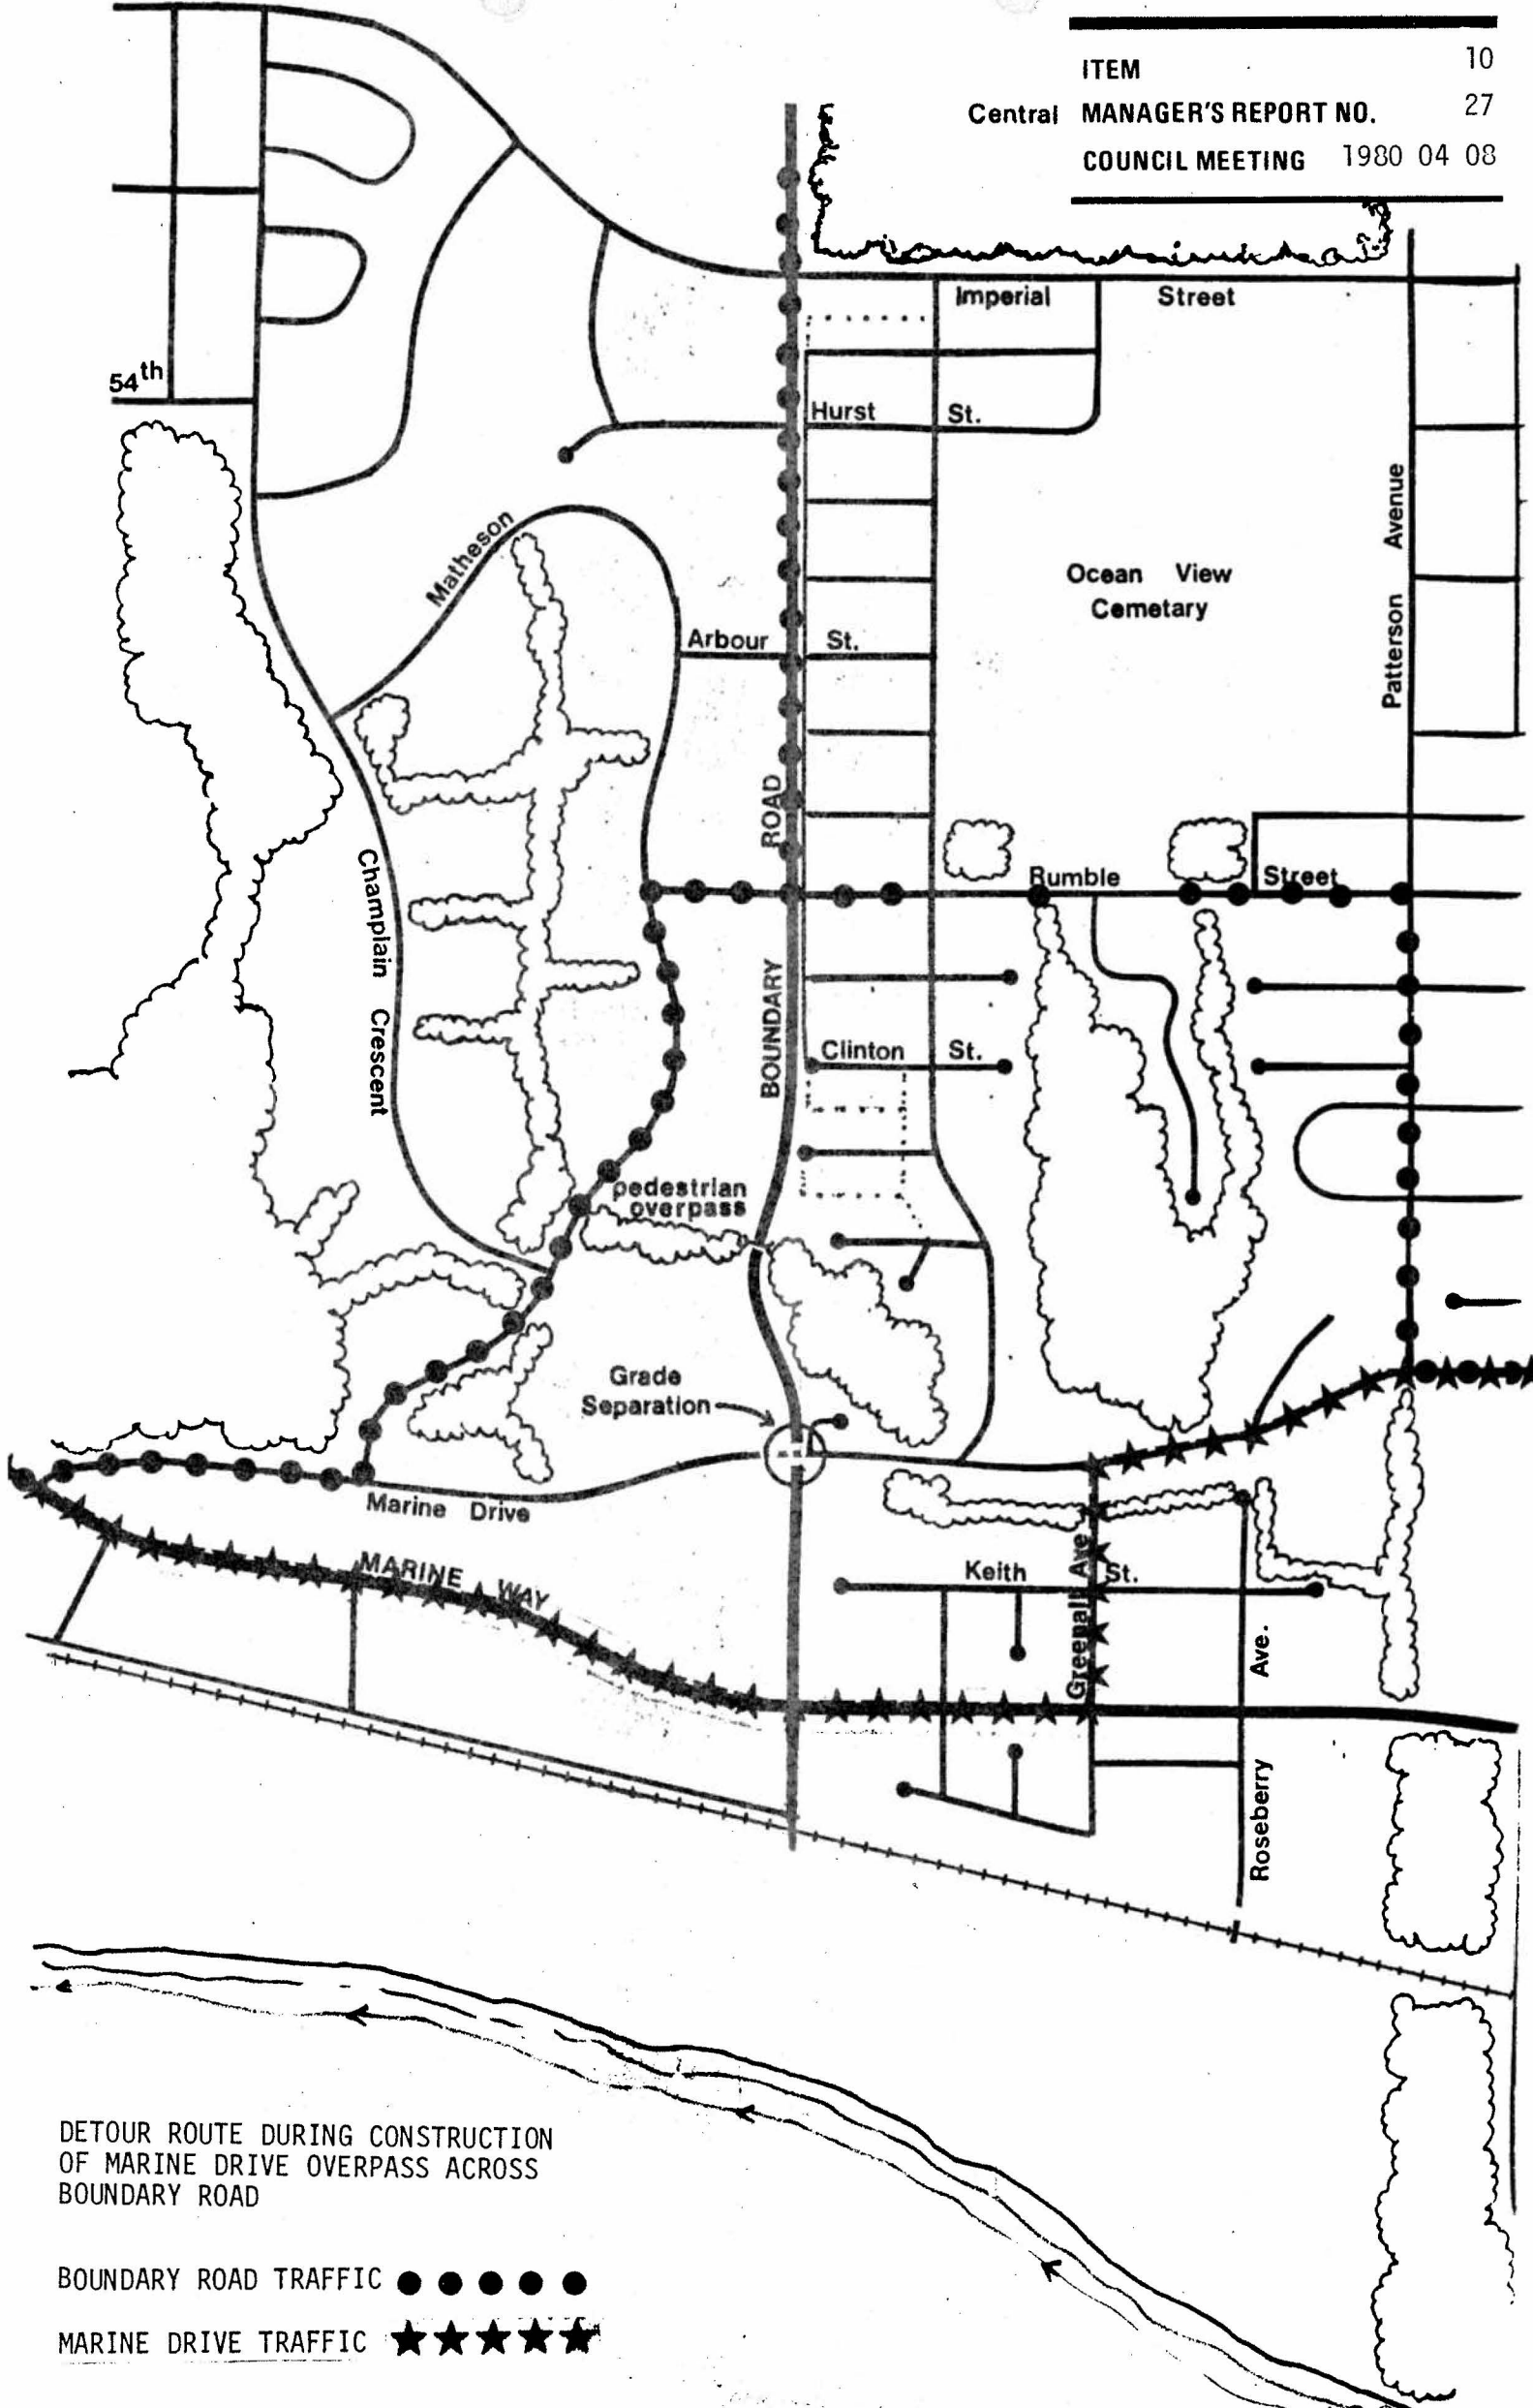 ITEM 10
Central MANAGER'S REPORT NO. 27
COUNCIL MEETING 1980 04 08
Imperial Street
54th
Hurst St.
Matheson
Ocean View
Cemetary
Patterson Avenue
Arbour St.
BOUNDARY ROAD
Champlain Crescent
Rumble Street
Clinton St.
pedestrian
overpass
Grade
Separation
Marine Drive
MARINE WAY
Keith St.
Greenall Ave
Roseberry Ave.
DETOUR ROUTE DURING CONSTRUCTION
OF MARINE DRIVE OVERPASS ACROSS
BOUNDARY ROAD
BOUNDARY ROAD TRAFFIC
MARINE DRIVE TRAFFIC